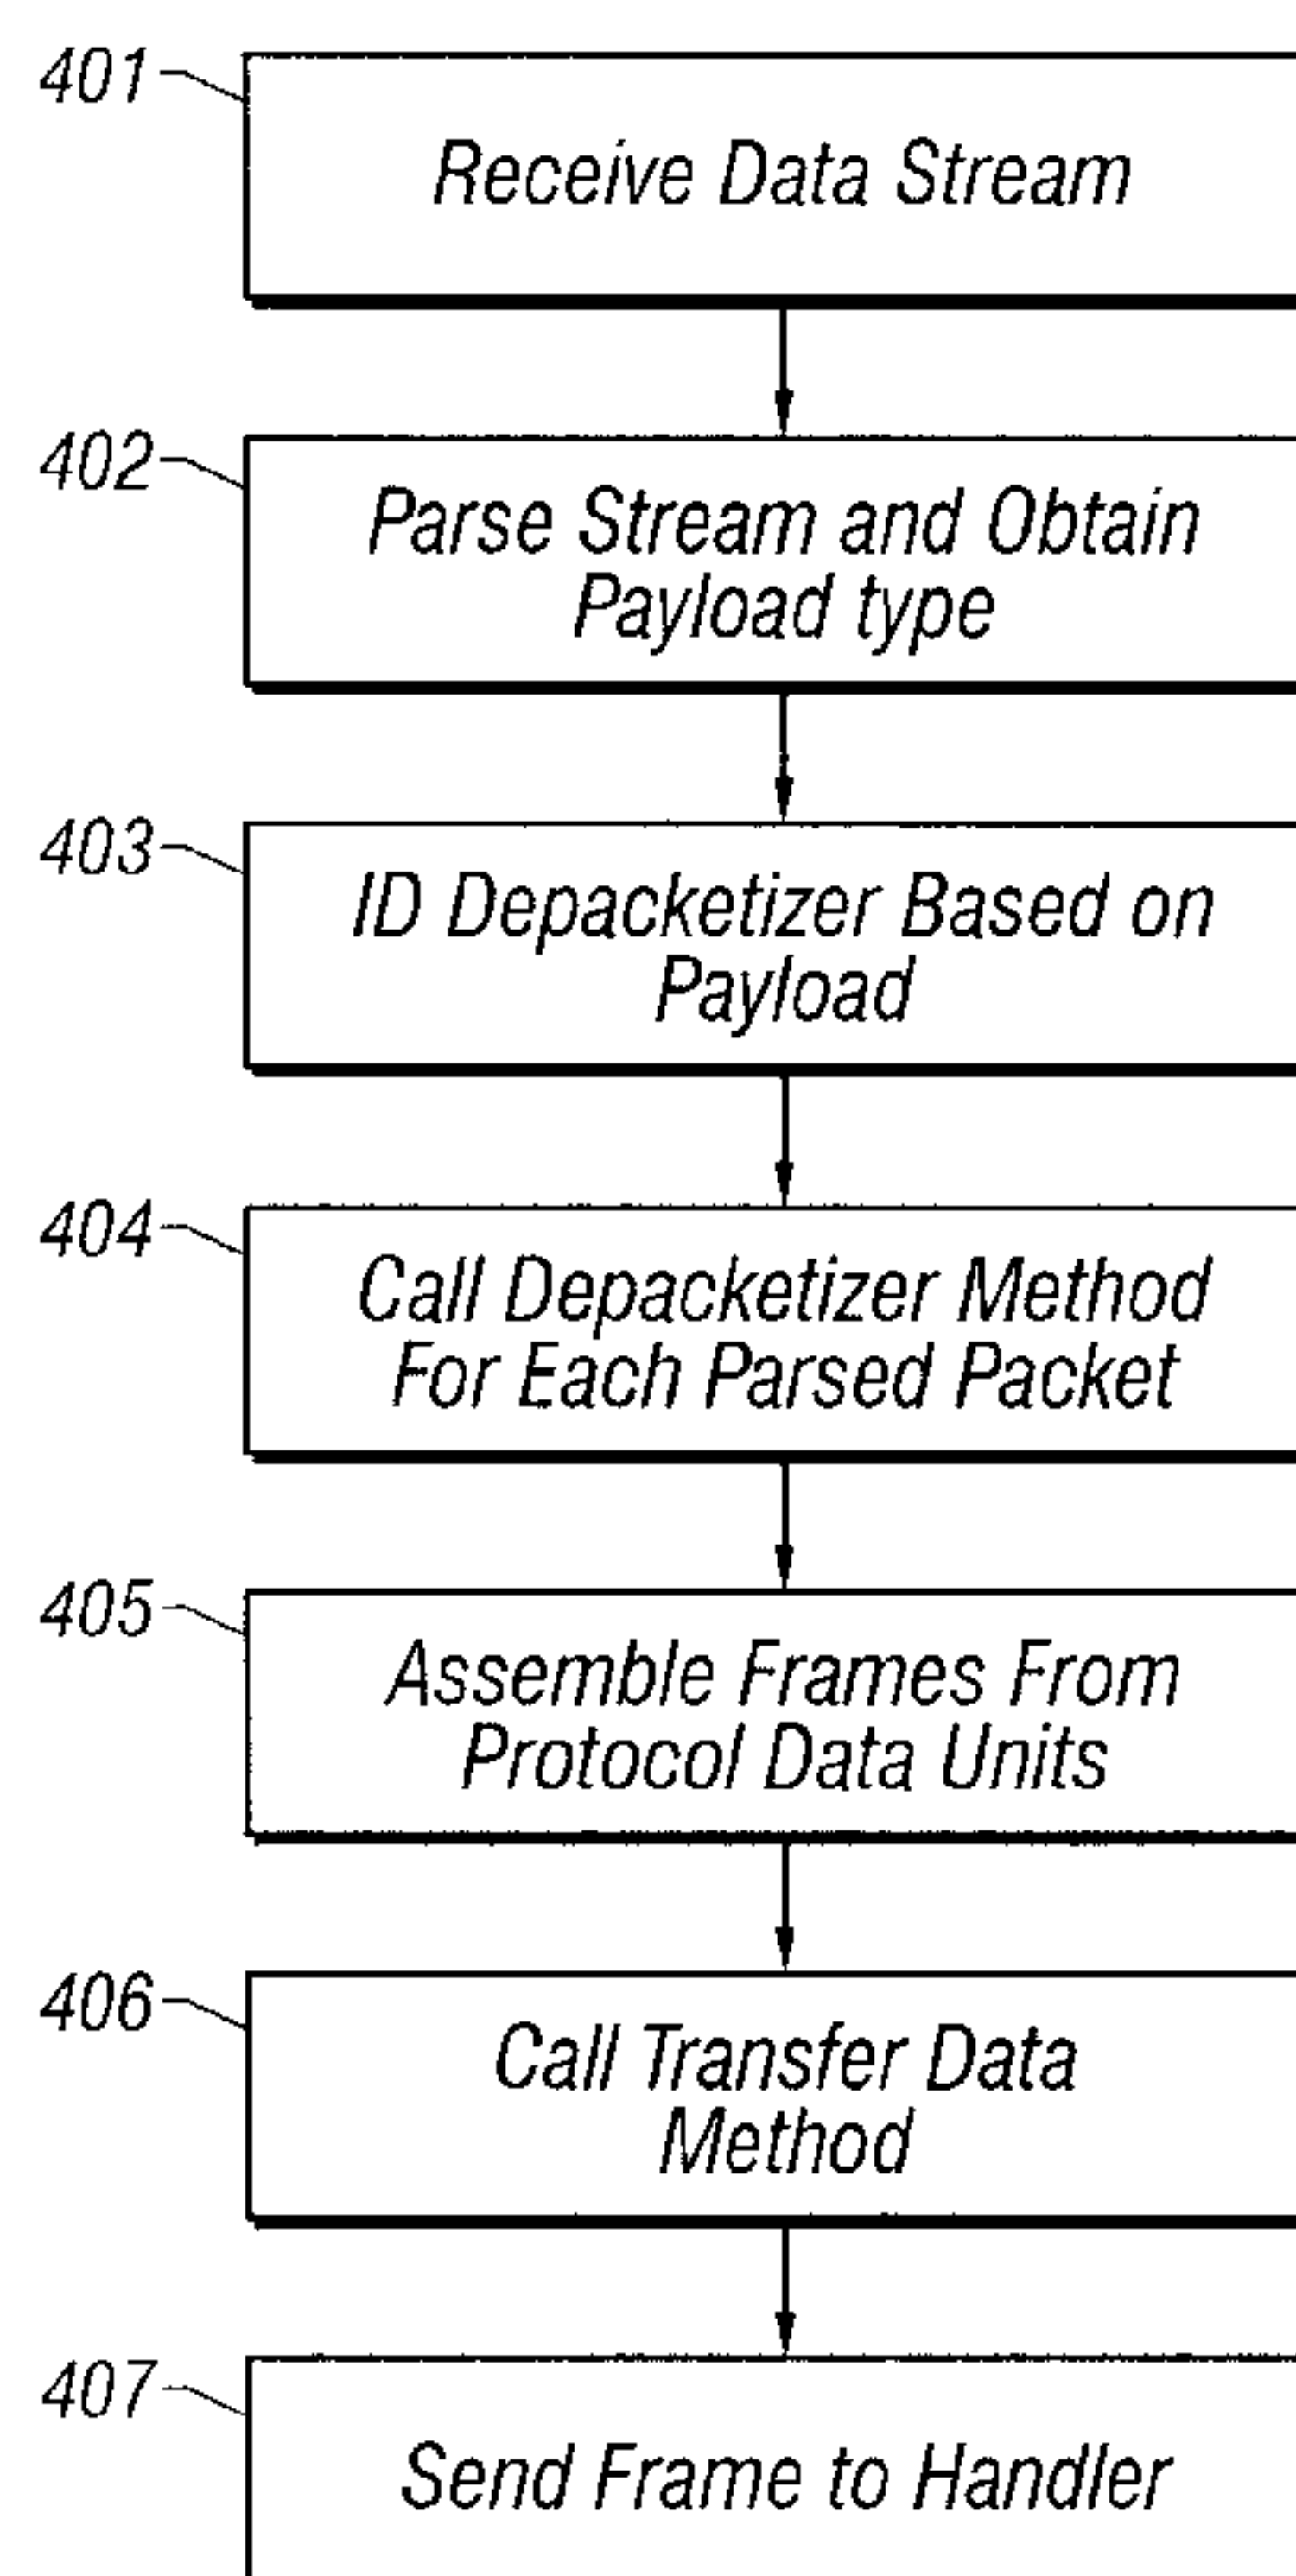 401
Receive Data Stream
402
Parse Stream and Obtain
Payload type
403
ID Depacketizer Based on
Payload
404
Call Depacketizer Method
For Each Parsed Packet
405
Assemble Frames From
Protocol Data Units
406
Call Transfer Data
Method
407
Send Frame to Handler